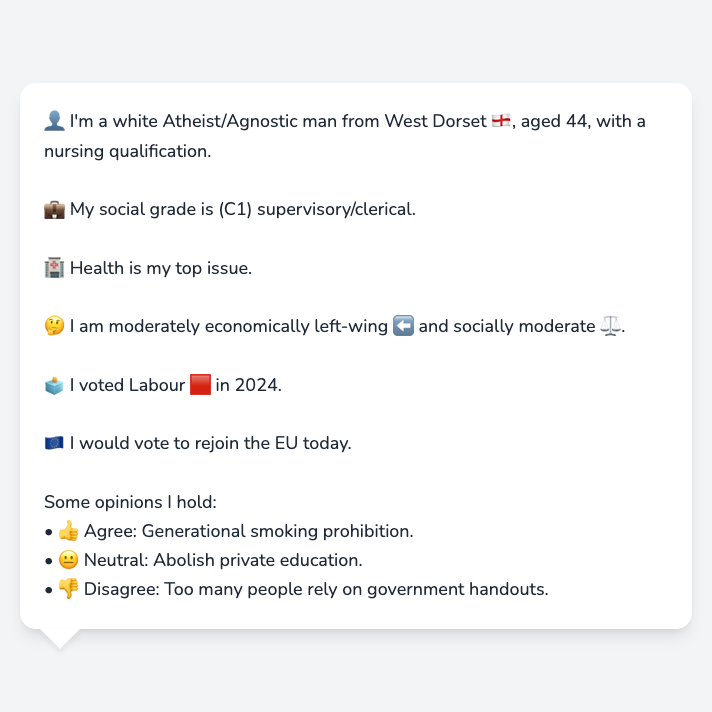 👤 I'm a white Atheist/Agnostic man from West Dorset 🏴󠁧󠁢󠁥󠁮󠁧󠁿, aged 44, with a
nursing qualification.
💼 My social grade is (C1) supervisory/clerical.
🏥 Health is my top issue.
🤔 I am moderately economically left-wing ⬅️ and socially moderate ⚖️.
🗳️ I voted Labour 🟥 in 2024.
🇪🇺 I would vote to rejoin the EU today.
Some opinions I hold:
• 👍 Agree: Generational smoking prohibition.
• 😐 Neutral: Abolish private education.
• 👎 Disagree: Too many people rely on government handouts.